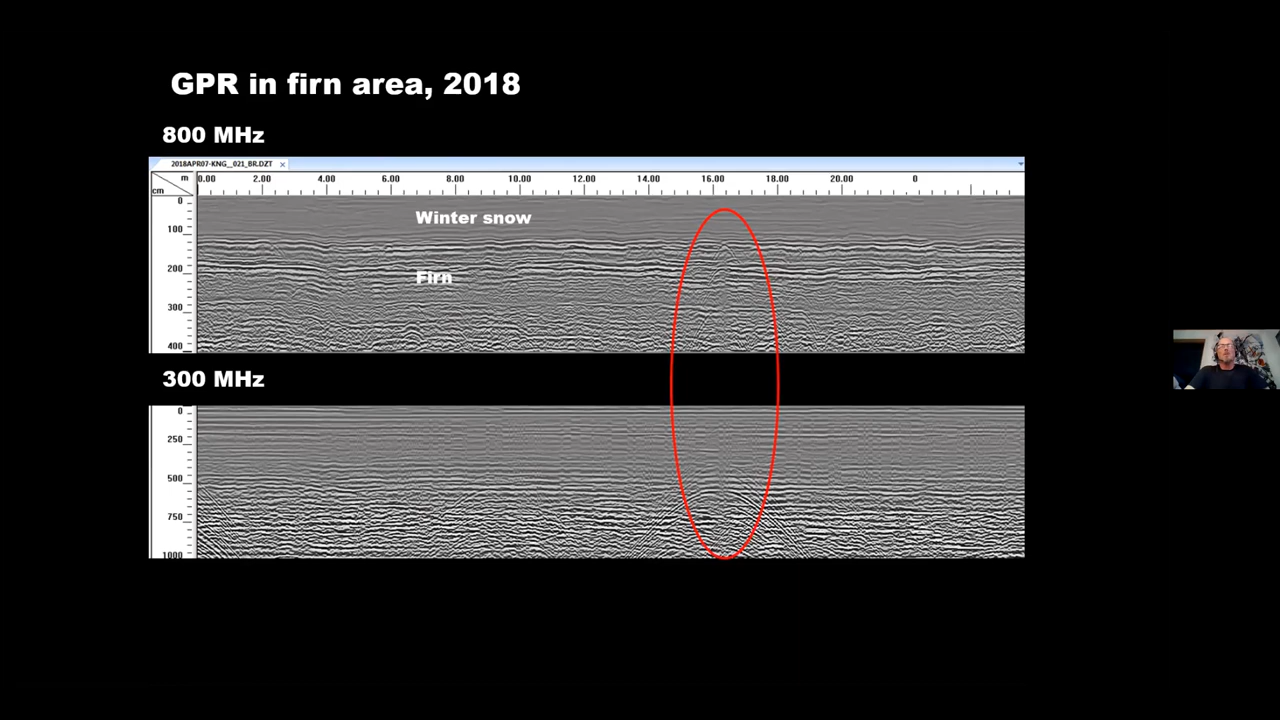 GPR in firn area, 2018
800 MHz
2018APR07-KNG__021_BR.DZT
m
cm
0.00 2.00 4.00 6.00 8.00 10.00 12.00 14.00 16.00 18.00 20.00 0
0
100
200
300
400
Winter snow
Firn
300 MHz
0
250
500
750
1000